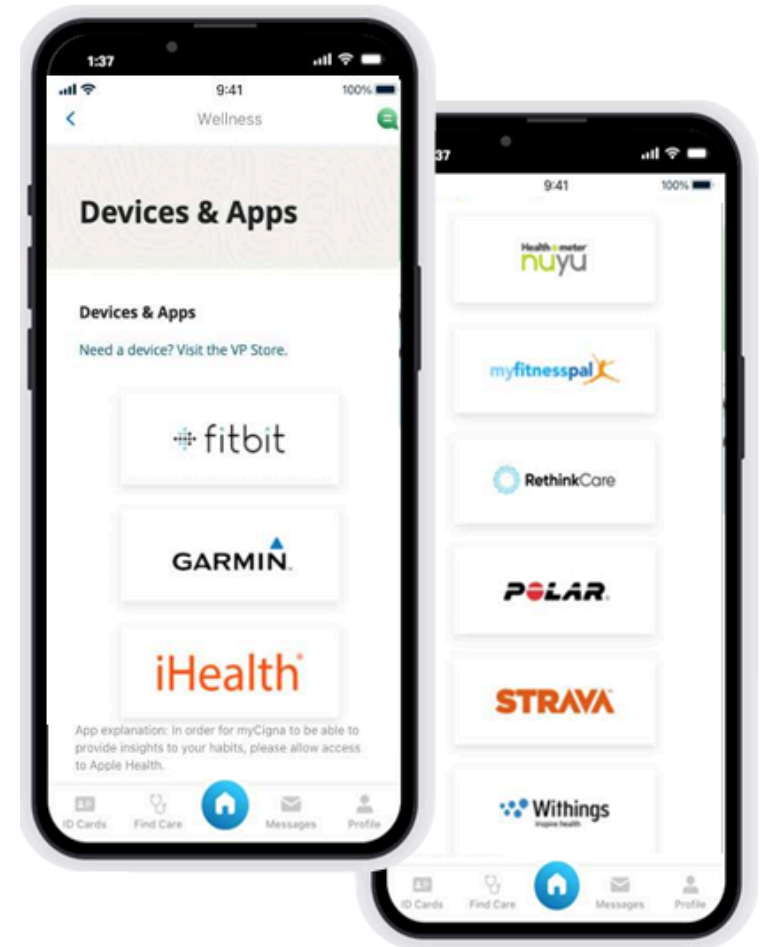 1:37
9:41
100%
Wellness
Devices & Apps
Devices & Apps
Need a device? Visit the VP Store.
fitbit
GARMIN.
iHealth®
App explanation: In order for myCigna to be able to
provide insights to your habits, please allow access
to Apple Health.
ID Cards
Find Care
Messages
Profile
37
9:41
100%
Health o meter
nuyu
myfitnesspal
RethinkCare
POLAR.
STRAVA
Withings
Inspire health
ID Cards
Find Care
Messages
Profile